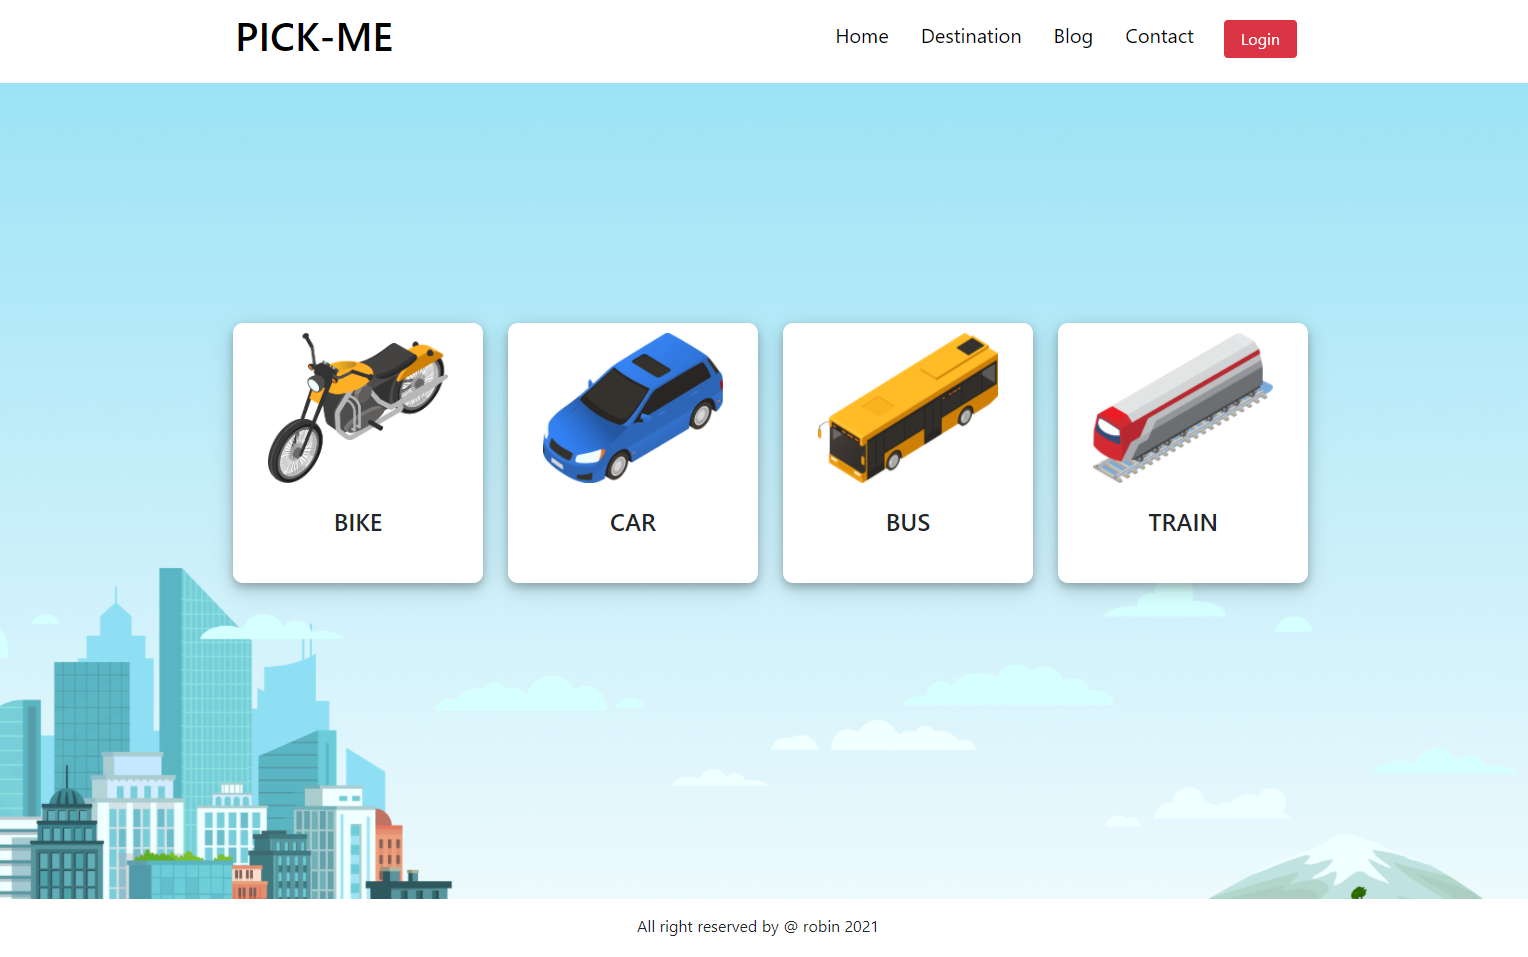 PICK-ME
Home Destination Blog Contact Login
BIKE CAR BUS TRAIN
All right reserved by @ robin 2021